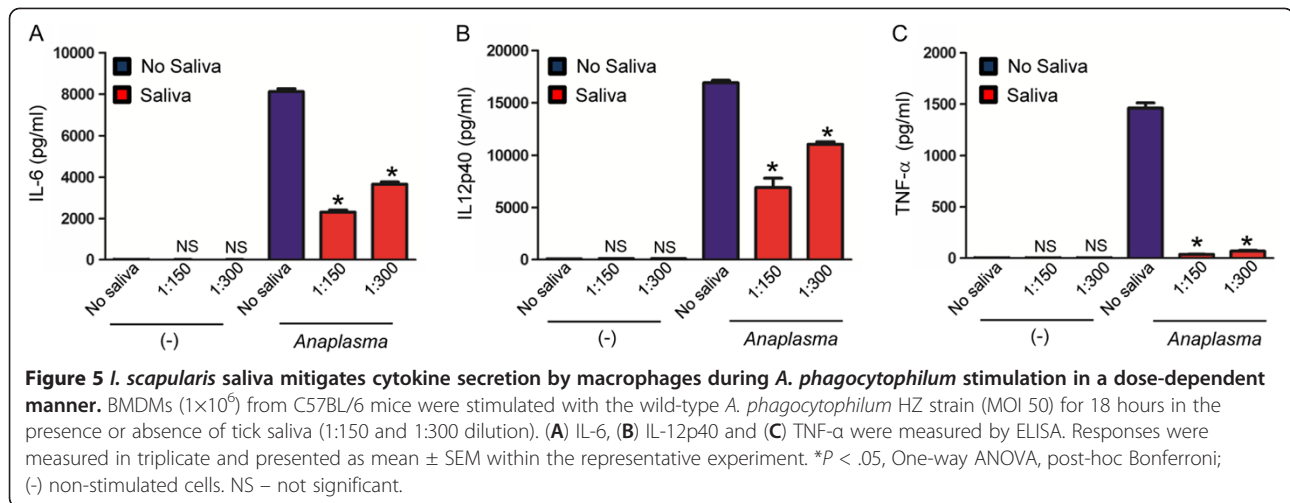 A
10000
8000
6000
4000
2000
0
IL-6 (pg/ml)
No Saliva
Saliva
NS
NS
*
*
No saliva
1:150
1:300
No saliva
1:150
1:300
(-)
Anaplasma
B
20000
15000
10000
5000
0
IL12p40 (pg/ml)
No Saliva
Saliva
NS
NS
*
*
No saliva
1:150
1:300
No saliva
1:150
1:300
(-)
Anaplasma
C
2000
1500
1000
500
0
TNF-α (pg/ml)
No Saliva
Saliva
NS
NS
*
*
No saliva
1:150
1:300
No saliva
1:150
1:300
(-)
Anaplasma
Figure 5 I. scapularis saliva mitigates cytokine secretion by macrophages during A. phagocytophilum stimulation in a dose-dependent
manner. BMDMs (1×10⁶) from C57BL/6 mice were stimulated with the wild-type A. phagocytophilum HZ strain (MOI 50) for 18 hours in the
presence or absence of tick saliva (1:150 and 1:300 dilution). (A) IL-6, (B) IL-12p40 and (C) TNF-α were measured by ELISA. Responses were
measured in triplicate and presented as mean ± SEM within the representative experiment. *P < .05, One-way ANOVA, post-hoc Bonferroni;
(-) non-stimulated cells. NS – not significant.